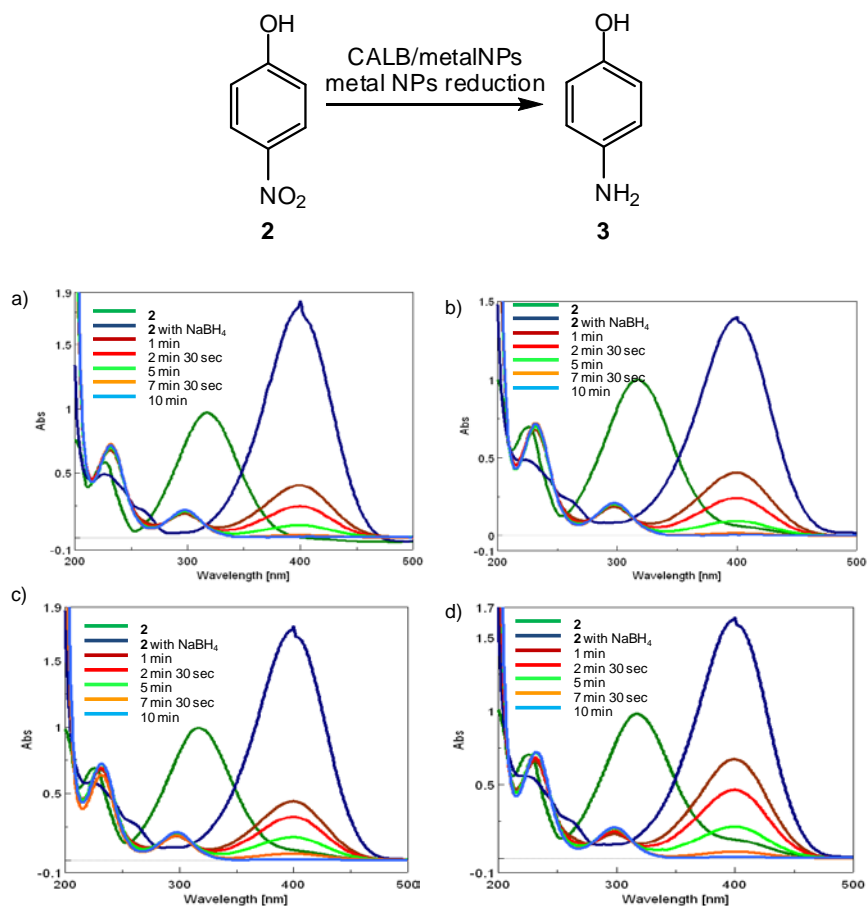 OH
CALB/metalNPs
metal NPs reduction
NO2
2
OH
NH2
3
a)
1.9
1.5
1
0.5
-0.1
Abs
2
2 with NaBH4
1 min
2 min 30 sec
5 min
7 min 30 sec
10 min
200
300
400
500
Wavelength [nm]
b)
1.5
1
0.5
0
-0.1
Abs
2
2 with NaBH4
1 min
2 min 30 sec
5 min
7 min 30 sec
10 min
200
300
400
500
Wavelength [nm]
c)
1.9
1.5
1
0.5
-0.1
Abs
2
2 with NaBH4
1 min
2 min 30 sec
5 min
7 min 30 sec
10 min
200
300
400
500
Wavelength [nm]
d)
1.7
1.5
1
0.5
-0.1
Abs
2
2 with NaBH4
1 min
2 min 30 sec
5 min
7 min 30 sec
10 min
200
300
400
500
Wavelength [nm]